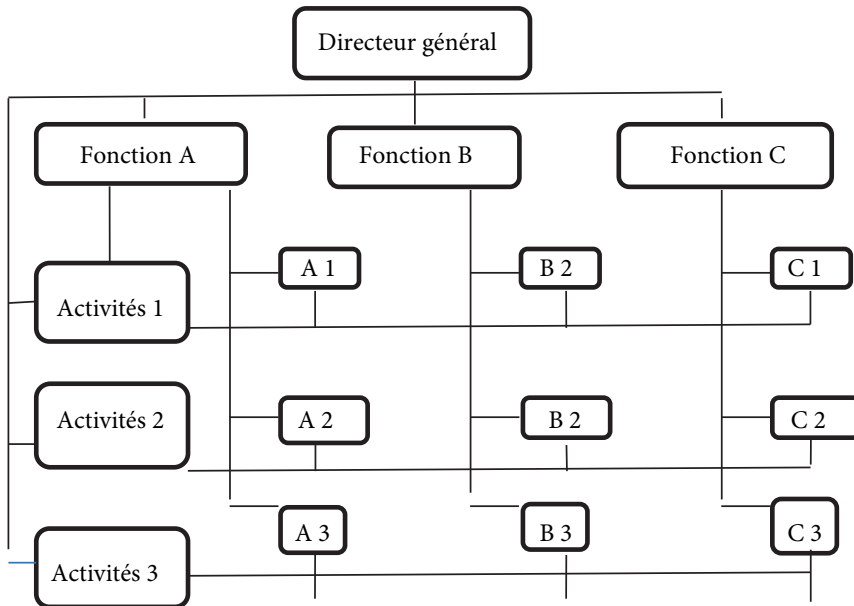 Directeur général
Fonction A
Fonction B
Fonction C
A 1
B 2
C 1
Activités 1
Activités 2
A 2
B 2
C 2
A 3
B 3
C 3
Activités 3